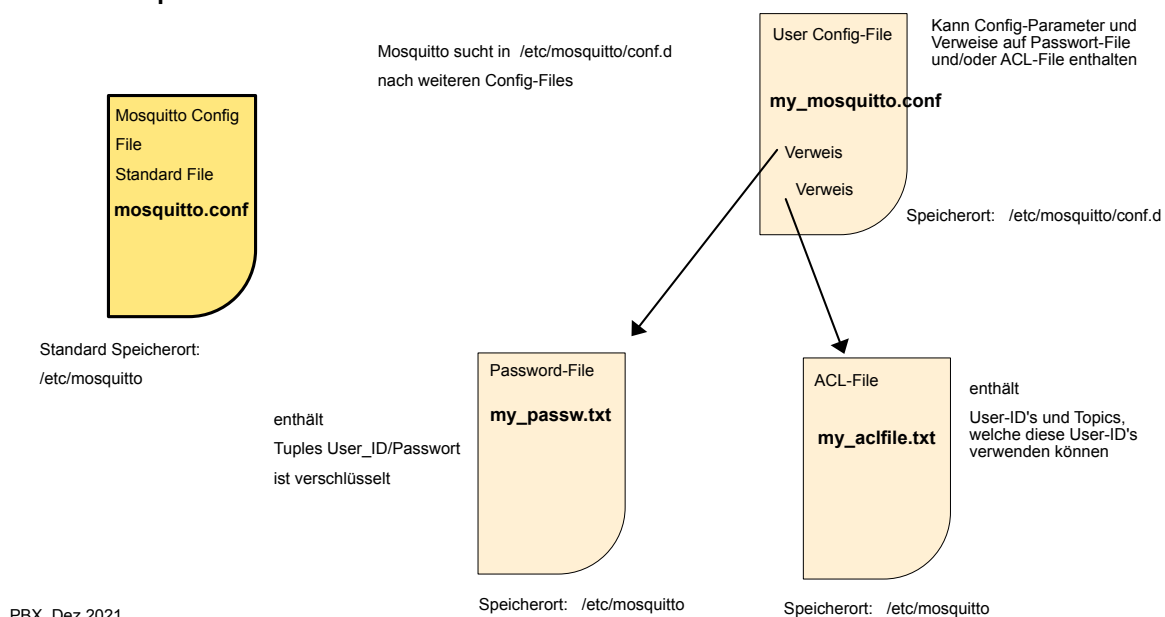 Mosquitto sucht in /etc/mosquitto/conf.d
nach weiteren Config-Files
User Config-File
my_mosquitto.conf
Verweis
Verweis
Kann Config-Parameter und
Verweise auf Passwort-File
und/oder ACL-File enthalten
Speicherort: /etc/mosquitto/conf.d
Mosquitto Config
File
Standard File
mosquitto.conf
Standard Speicherort:
/etc/mosquitto
enthält
Tuples User_ID/Passwort
ist verschlüsselt
Password-File
my_passw.txt
Speicherort: /etc/mosquitto
ACL-File
my_aclfile.txt
enthält
User-ID's und Topics,
welche diese User-ID's
verwenden können
Speicherort: /etc/mosquitto
PBX, Dez 2021